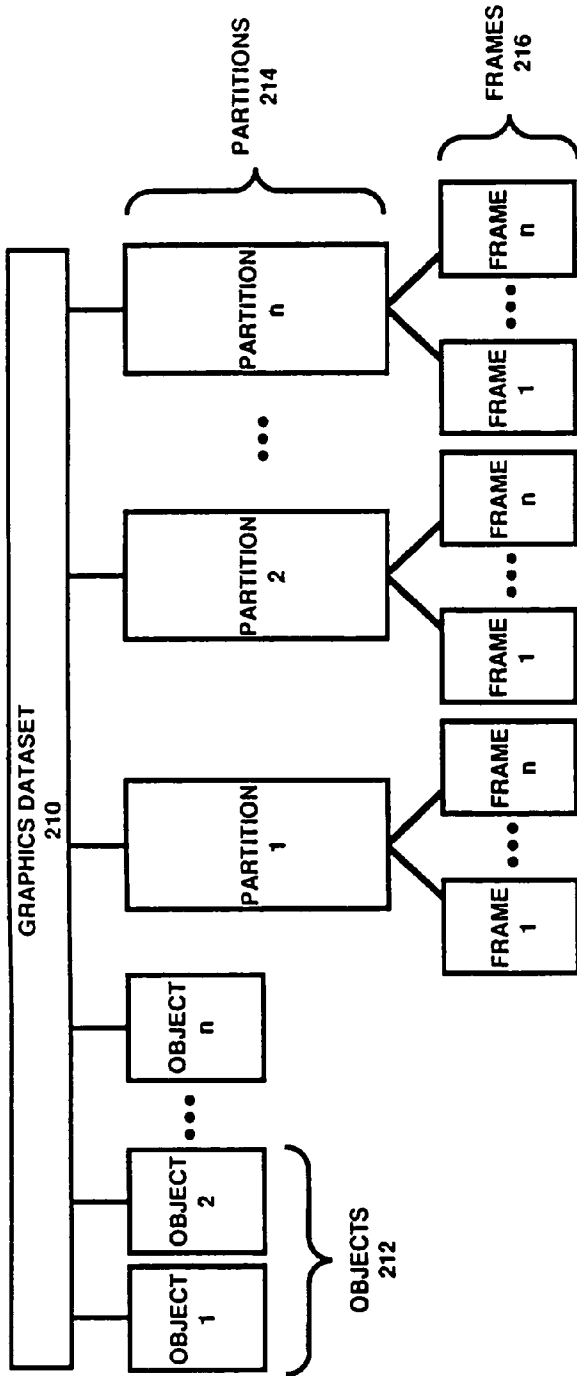 GRAPHICS DATASET
210
OBJECT
1
OBJECT
2
•••
OBJECT
n
OBJECTS
212
PARTITION
1
PARTITION
2
•••
PARTITION
n
PARTITIONS
214
FRAME
1
•••
FRAME
n
FRAME
1
•••
FRAME
n
FRAME
1
•••
FRAME
n
FRAMES
216